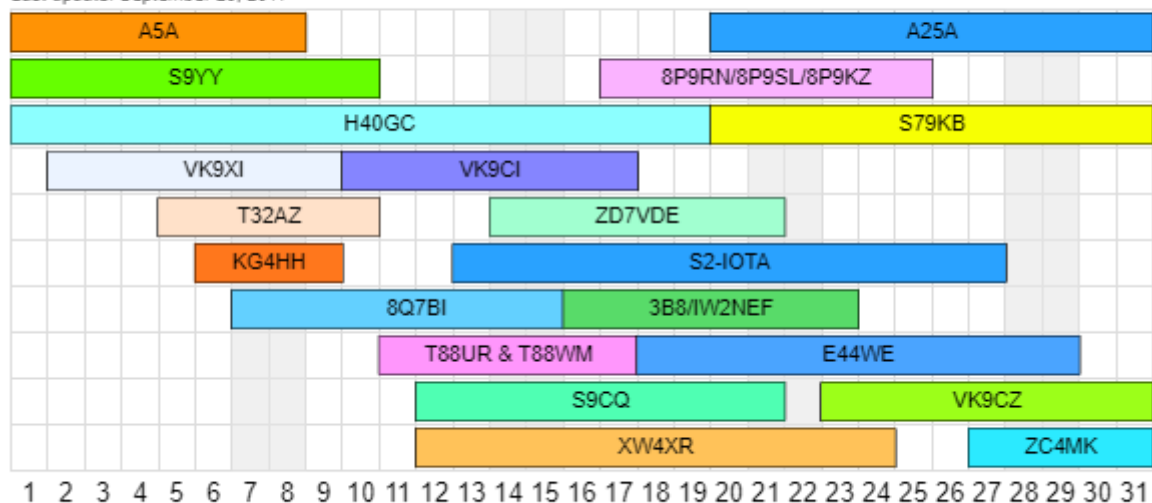 A5A A25A
S9YY 8P9RN/8P9SL/8P9KZ
H40GC S79KB
VK9XI VK9CI
T32AZ ZD7VDE
KG4HH S2-IOTA
8Q7BI 3B8/IW2NEF
T88UR & T88WM E44WE
S9CQ VK9CZ
XW4XR ZC4MK
1 2 3 4 5 6 7 8 9 10 11 12 13 14 15 16 17 18 19 20 21 22 23 24 25 26 27 28 29 30 31